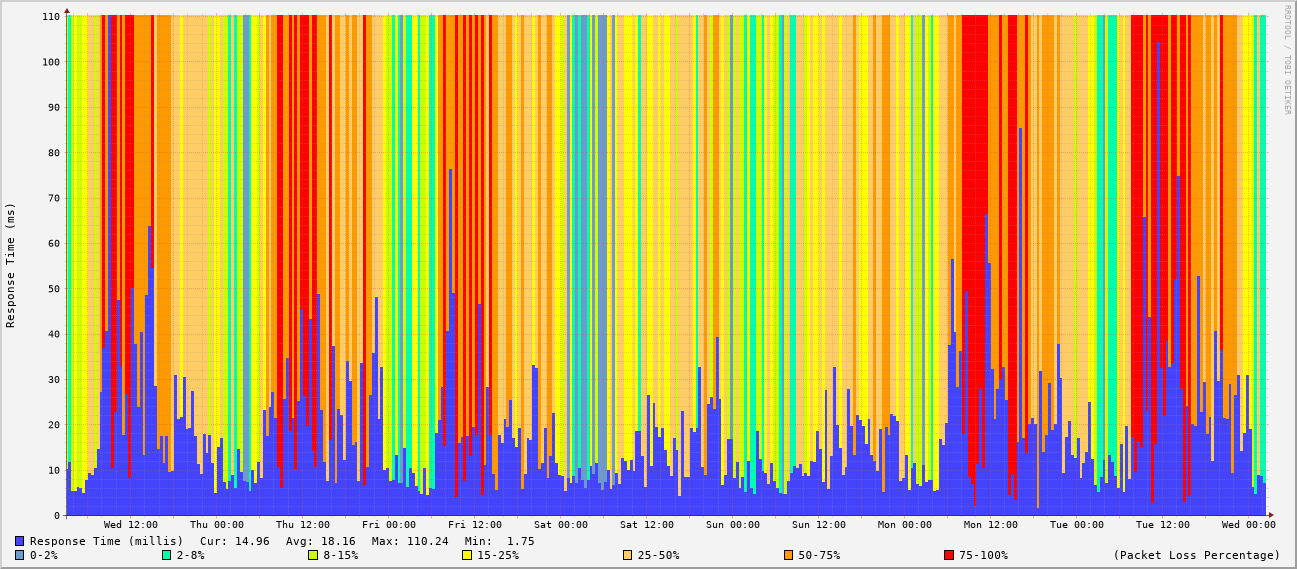 RRDTOOL / TOBI OETIKER
Response Time (ms)
110
100
90
80
70
60
50
40
30
20
10
0
Wed 12:00 Thu 00:00 Thu 12:00 Fri 00:00 Fri 12:00 Sat 00:00 Sat 12:00 Sun 00:00 Sun 12:00 Mon 00:00 Mon 12:00 Tue 00:00 Tue 12:00 Wed 00:00
Response Time (millis) Cur: 14.96 Avg: 18.16 Max: 110.24 Min: 1.75
0-2% 2-8% 8-15% 15-25% 25-50% 50-75% 75-100% (Packet Loss Percentage)